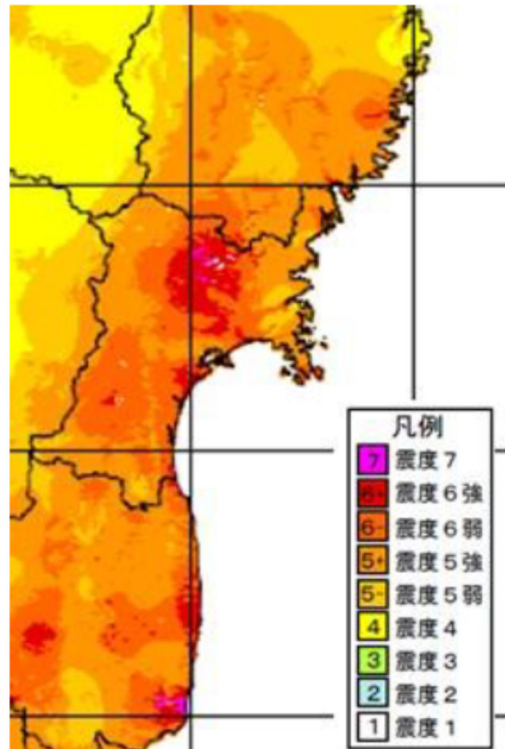 凡例
7 震度7
6+ 震度6強
6- 震度6弱
5+ 震度5強
5- 震度5弱
4 震度4
3 震度3
2 震度2
1 震度1